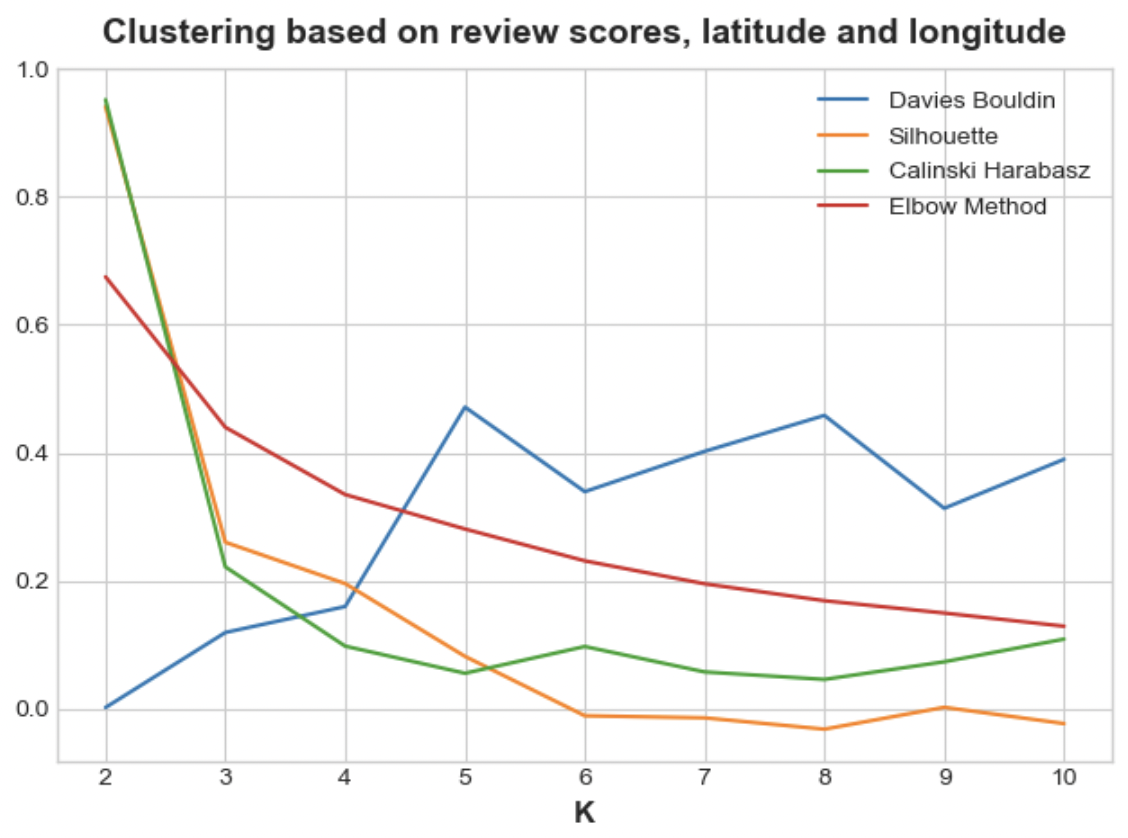 Clustering based on review scores, latitude and longitude
1.0
0.8
0.6
0.4
0.2
0.0
Davies Bouldin
Silhouette
Calinski Harabasz
Elbow Method
2 3 4 5 6 7 8 9 10
K